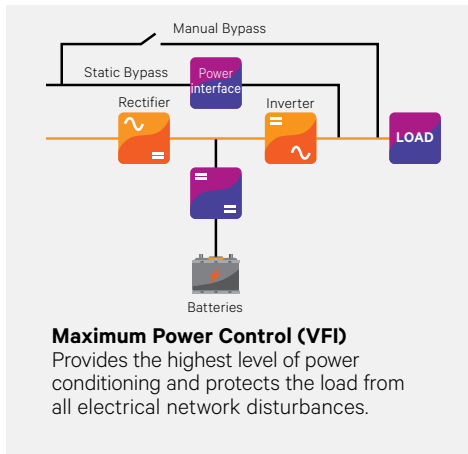 Manual Bypass
Static Bypass
Power
interface
Rectifier
Inverter
LOAD
Batteries
Maximum Power Control (VFI)
Provides the highest level of power
conditioning and protects the load from
all electrical network disturbances.